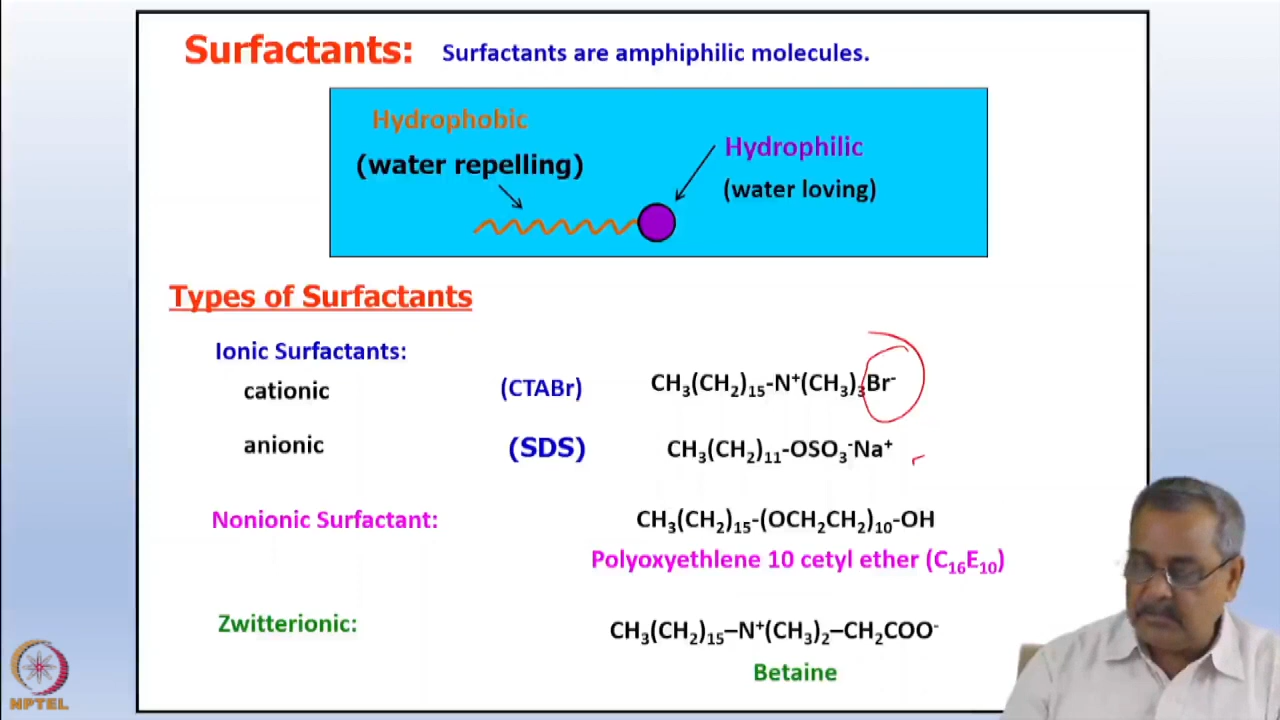 Surfactants: Surfactants are amphiphilic molecules.
Hydrophobic
(water repelling)
Hydrophilic
(water loving)
Types of Surfactants
Ionic Surfactants:
cationic (CTABr) CH₃(CH₂)₁₅-N⁺(CH₃)₃Br⁻
anionic (SDS) CH₃(CH₂)₁₁-OSO₃⁻Na⁺
Nonionic Surfactant: CH₃(CH₂)₁₅-(OCH₂CH₂)₁₀-OH
Polyoxyethlene 10 cetyl ether (C₁₆E₁₀)
Zwitterionic: CH₃(CH₂)₁₅–N⁺(CH₃)₂–CH₂COO⁻
Betaine
NPTEL